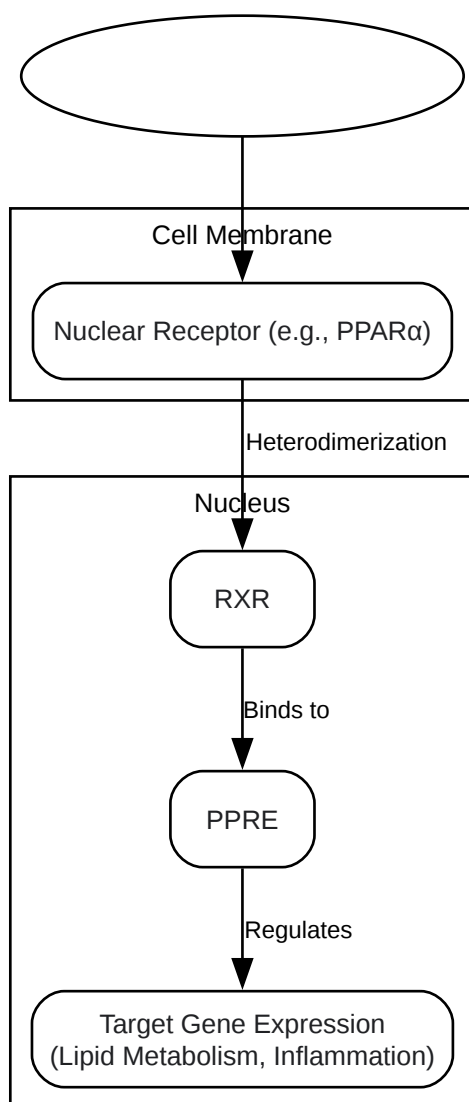 Cell Membrane
Nuclear Receptor (e.g., PPARα)
Heterodimerization
Nucleus
RXR
Binds to
PPRE
Regulates
Target Gene Expression
(Lipid Metabolism, Inflammation)